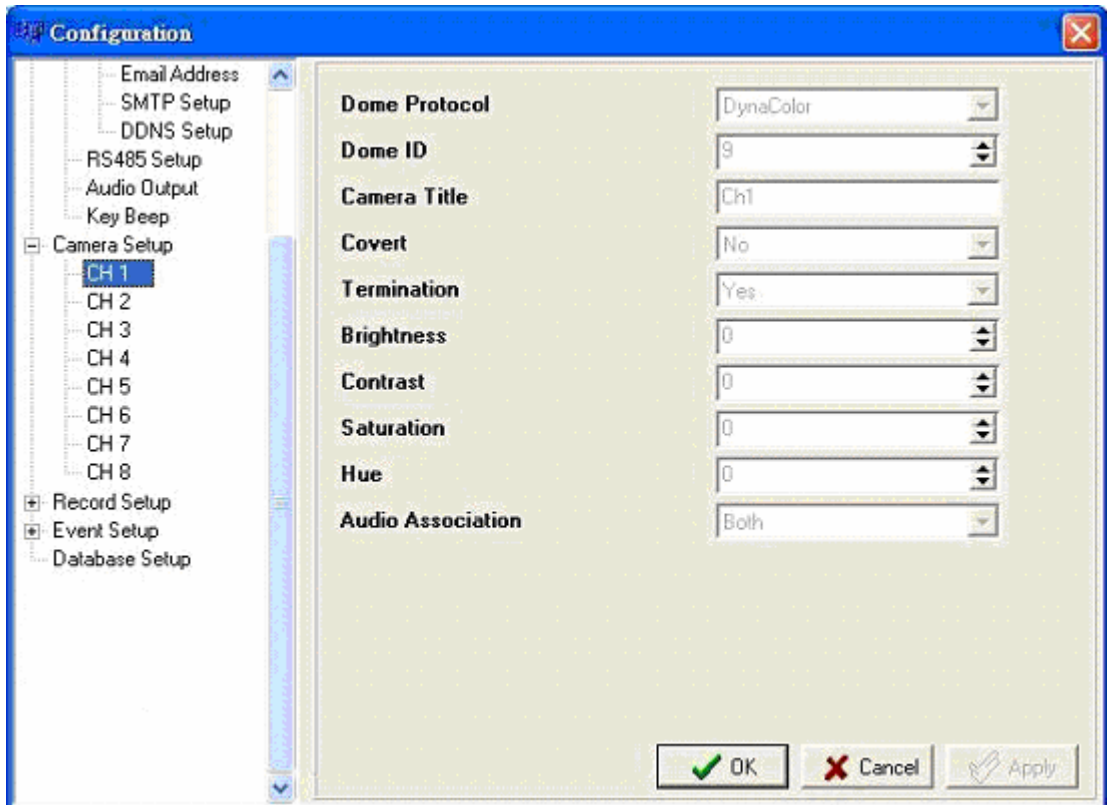 Configuration
Email Address
SMTP Setup
DDNS Setup
RS485 Setup
Audio Output
Key Beep
Camera Setup
CH 1
CH 2
CH 3
CH 4
CH 5
CH 6
CH 7
CH 8
Record Setup
Event Setup
Database Setup
Dome Protocol DynaColor
Dome ID 9
Camera Title Ch1
Covert No
Termination Yes
Brightness 0
Contrast 0
Saturation 0
Hue 0
Audio Association Both
OK Cancel Apply